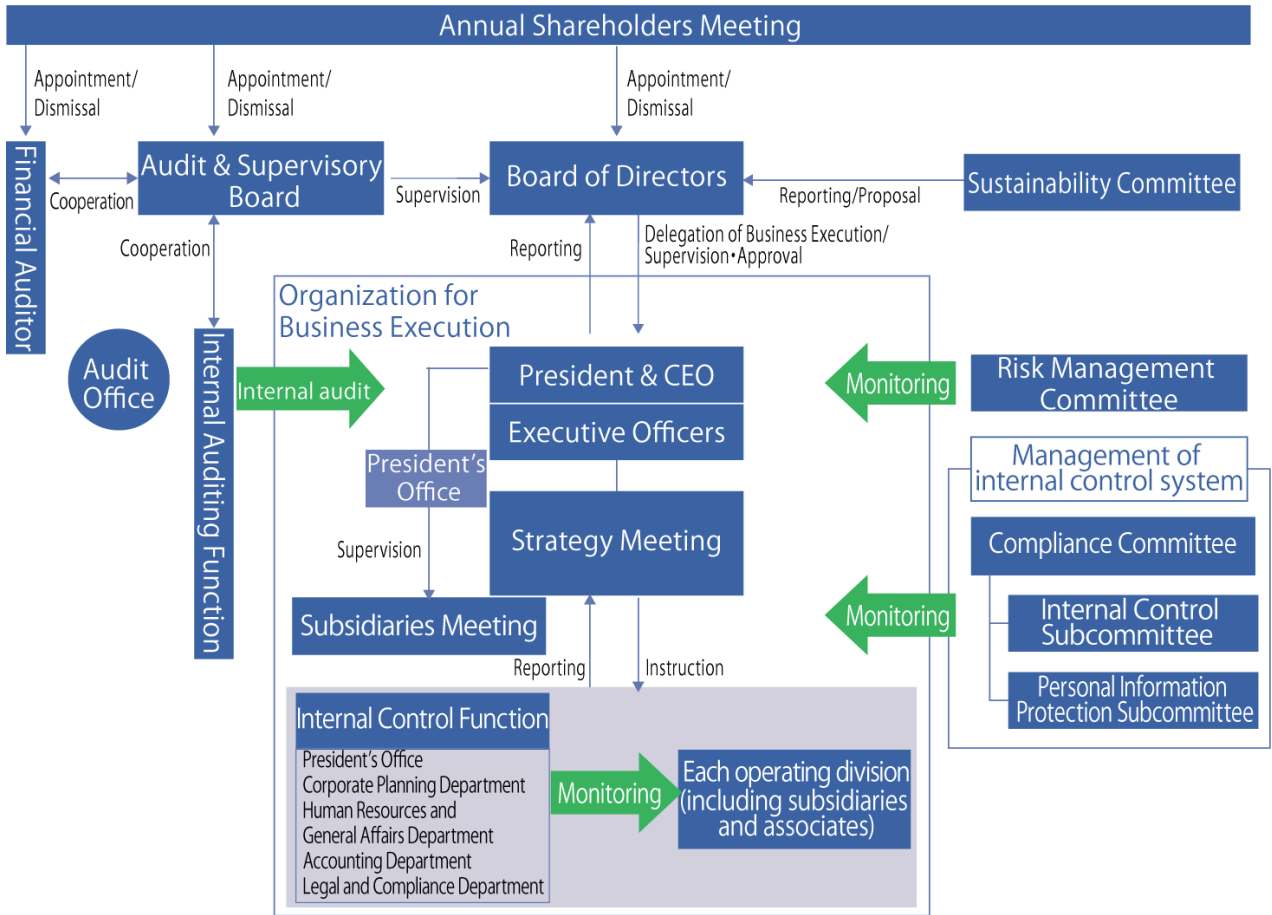 Annual Shareholders Meeting
Appointment/
Dismissal
Appointment/
Dismissal
Appointment/
Dismissal
Financial Auditor
Cooperation
Audit & Supervisory
Board
Supervision
Board of Directors
Reporting/Proposal
Sustainability Committee
Cooperation
Reporting
Delegation of Business Execution/
Supervision•Approval
Organization for
Business Execution
Audit
Office
Internal Auditing Function
Internal audit
President & CEO
Executive Officers
Monitoring
Risk Management
Committee
President's
Office
Supervision
Strategy Meeting
Subsidiaries Meeting
Management of
internal control system
Compliance Committee
Monitoring
Internal Control
Subcommittee
Personal Information
Protection Subcommittee
Reporting
Instruction
Internal Control Function
President's Office
Corporate Planning Department
Human Resources and
General Affairs Department
Accounting Department
Legal and Compliance Department
Monitoring
Each operating division
(including subsidiaries
and associates)